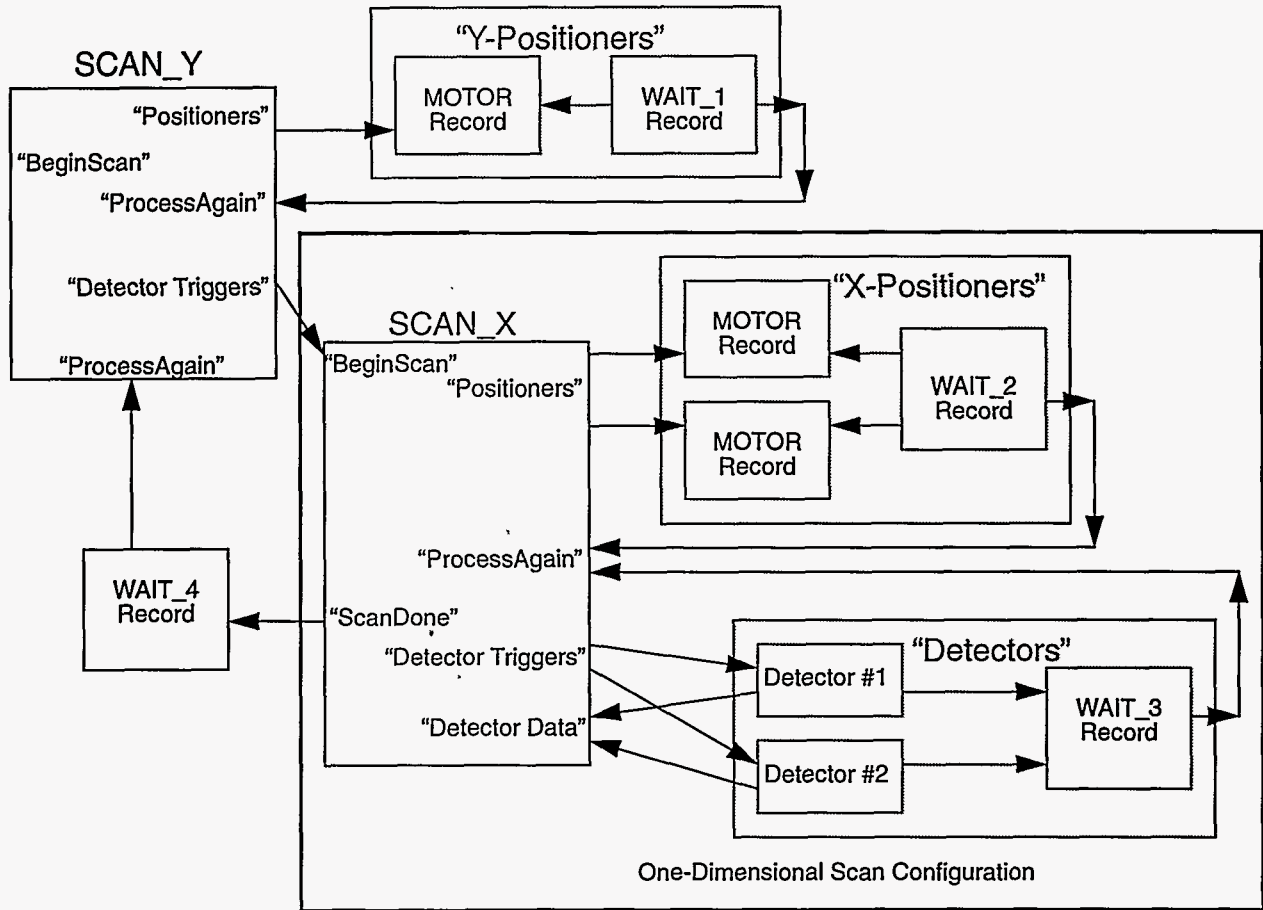 SCAN_Y
“Positioners”
“BeginScan”
“ProcessAgain”
“Detector Triggers”
“ProcessAgain”
“Y-Positioners”
MOTOR
Record
WAIT_1
Record
SCAN_X
“BeginScan”
“Positioners”
“ProcessAgain”
“ScanDone”
“Detector Triggers”
“Detector Data”
“X-Positioners”
MOTOR
Record
MOTOR
Record
WAIT_2
Record
WAIT_4
Record
“Detectors”
Detector #1
Detector #2
WAIT_3
Record
One-Dimensional Scan Configuration